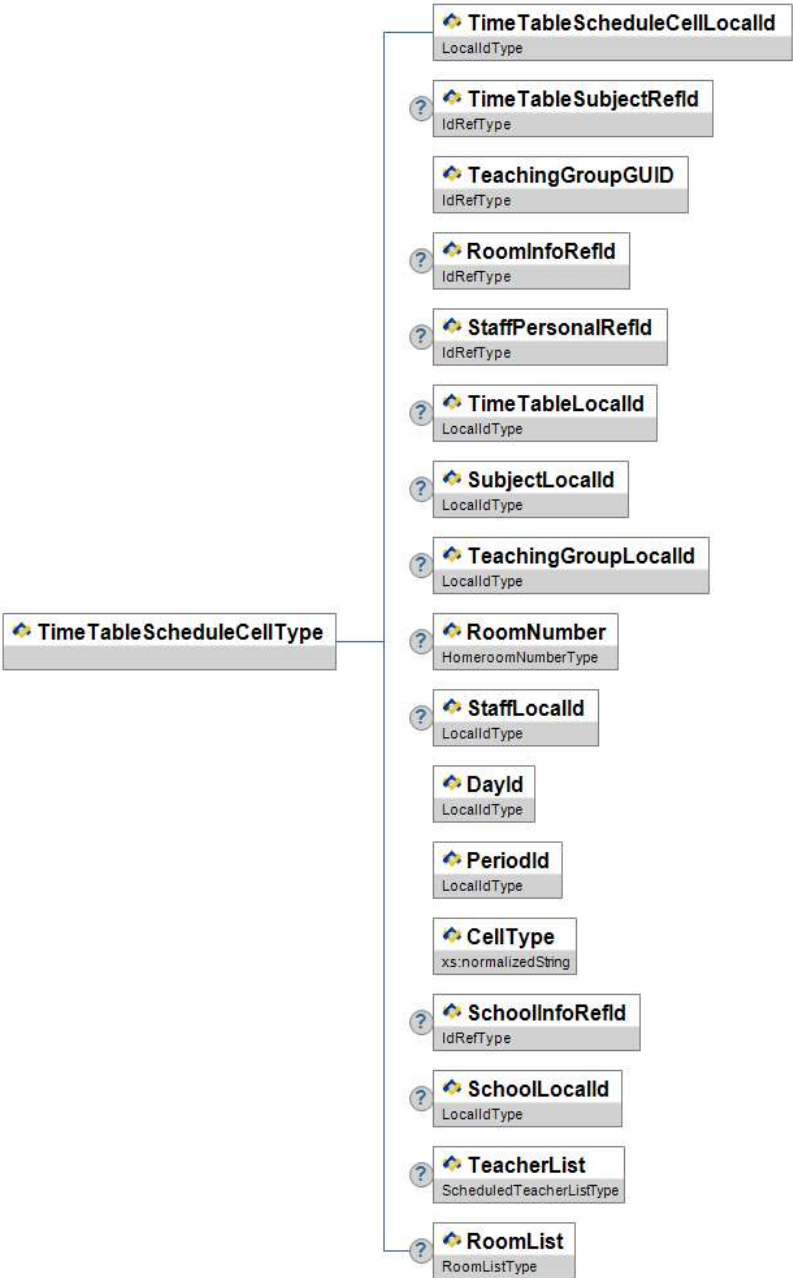 TimeTableScheduleCellLocalId
LocalIdType
?
TimeTableSubjectRefId
IdRefType
TeachingGroupGUID
IdRefType
?
RoomInfoRefId
IdRefType
?
StaffPersonalRefId
IdRefType
?
TimeTableLocalId
LocalIdType
?
SubjectLocalId
LocalIdType
?
TeachingGroupLocalId
LocalIdType
TimeTableScheduleCellType
?
RoomNumber
HomeroomNumberType
?
StaffLocalId
LocalIdType
DayId
LocalIdType
PeriodId
LocalIdType
CellType
xs:normalizedString
?
SchoolInfoRefId
IdRefType
?
SchoolLocalId
LocalIdType
?
TeacherList
ScheduledTeacherListType
?
RoomList
RoomListType